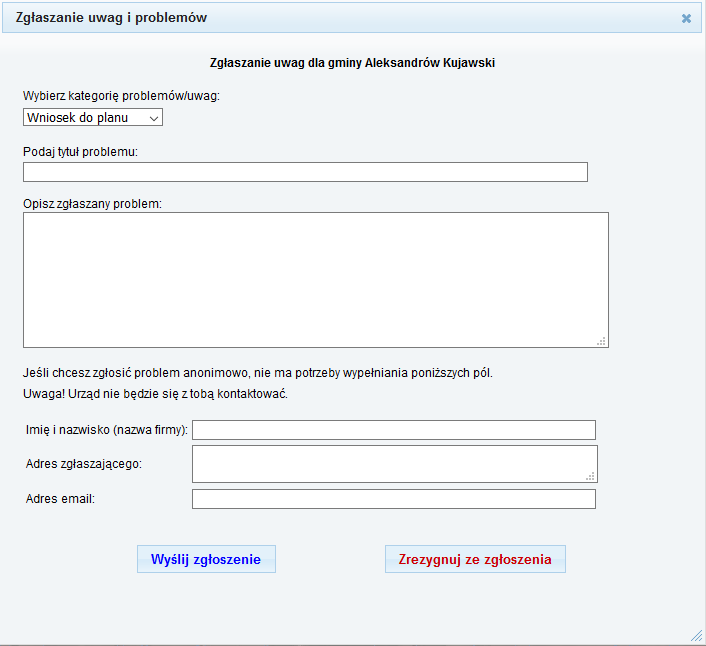 Zgłaszanie uwag i problemów
Zgłaszanie uwag dla gminy Aleksandrów Kujawski
Wybierz kategorię problemów/uwag:
Wniosek do planu
Podaj tytuł problemu:
Opisz zgłaszany problem:
Jeśli chcesz zgłosić problem anonimowo, nie ma potrzeby wypełniania poniższych pól.
Uwaga! Urząd nie będzie się z tobą kontaktować.
Imię i nazwisko (nazwa firmy):
Adres zgłaszającego:
Adres email:
Wyślij zgłoszenie
Zrezygnuj ze zgłoszenia